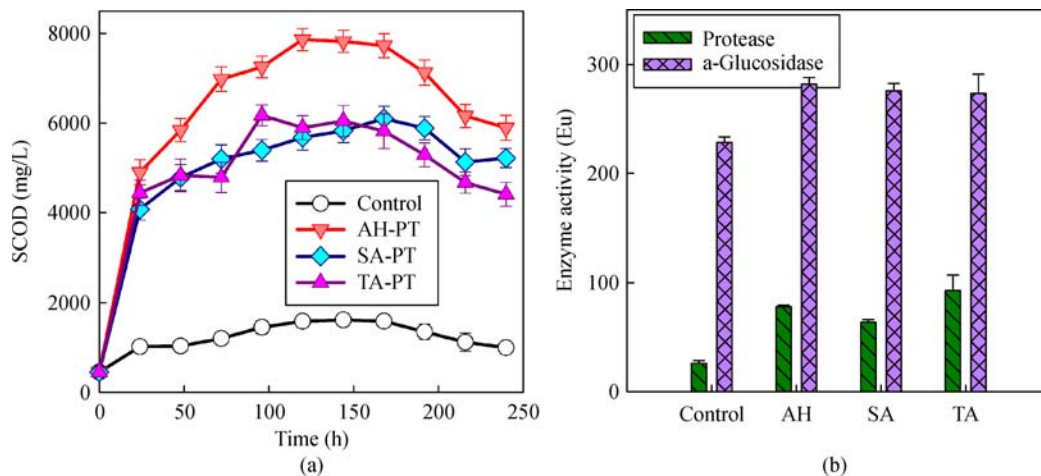 8000
6000
4000
2000
0
SCOD (mg/L)
Control
AH-PT
SA-PT
TA-PT
0 50 100 150 200 250
Time (h)
(a)
Protease
a-Glucosidase
300
200
100
0
Enzyme activity (Eu)
Control AH SA TA
(b)